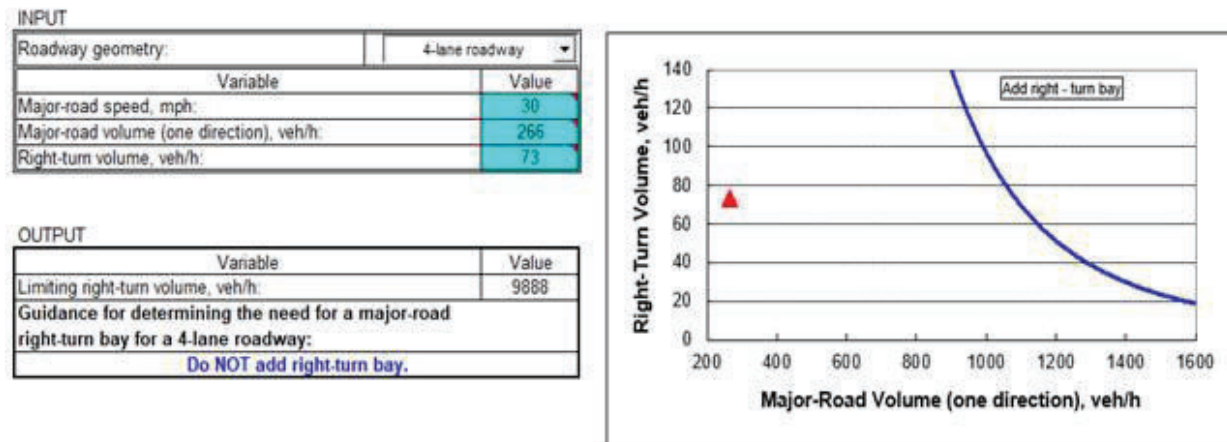 INPUT
Roadway geometry: 4-lane roadway
Variable Value
Major-road speed, mph: 30
Major-road volume (one direction), veh/h: 266
Right-turn volume, veh/h: 73
OUTPUT
Variable Value
Limiting right-turn volume, veh/h: 9888
Guidance for determining the need for a major-road
right-turn bay for a 4-lane roadway:
Do NOT add right-turn bay.
Right-Turn Volume, veh/h
140
120
100
80
60
40
20
0
Add right - turn bay
200 400 600 800 1000 1200 1400 1600
Major-Road Volume (one direction), veh/h